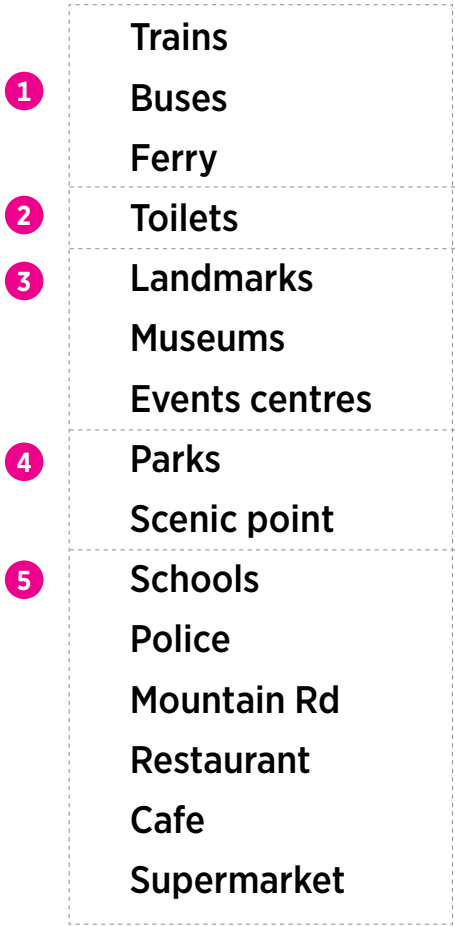 Trains
1
Buses
Ferry
2
Toilets
3
Landmarks
Museums
Events centres
4
Parks
Scenic point
5
Schools
Police
Mountain Rd
Restaurant
Cafe
Supermarket